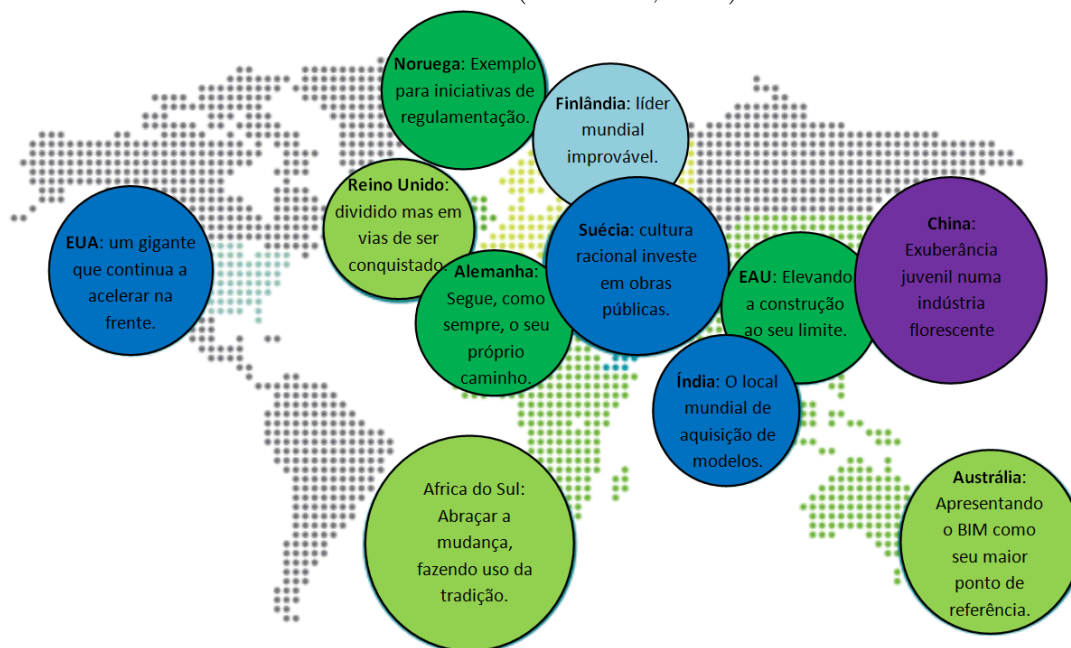 Noruega: Exemplo
para iniciativas de
regulamentação.
Finlândia: líder
mundial
improvável.
Reino Unido:
dividido mas em
vias de ser
conquistado.
EUA: um gigante
que continua a
acelerar na
frente.
Alemanha:
Segue, como
sempre, o seu
próprio
caminho.
Suécia: cultura
racional investe
em obras
públicas.
EAU: Elevando
a construção
ao seu limite.
China:
Exuberância
juvenil numa
indústria
florescente
Índia: O local
mundial de
aquisição de
modelos.
Africa do Sul:
Abraçar a
mudança,
fazendo uso da
tradição.
Austrália:
Apresentando
o BIM como
seu maior
ponto de
referência.